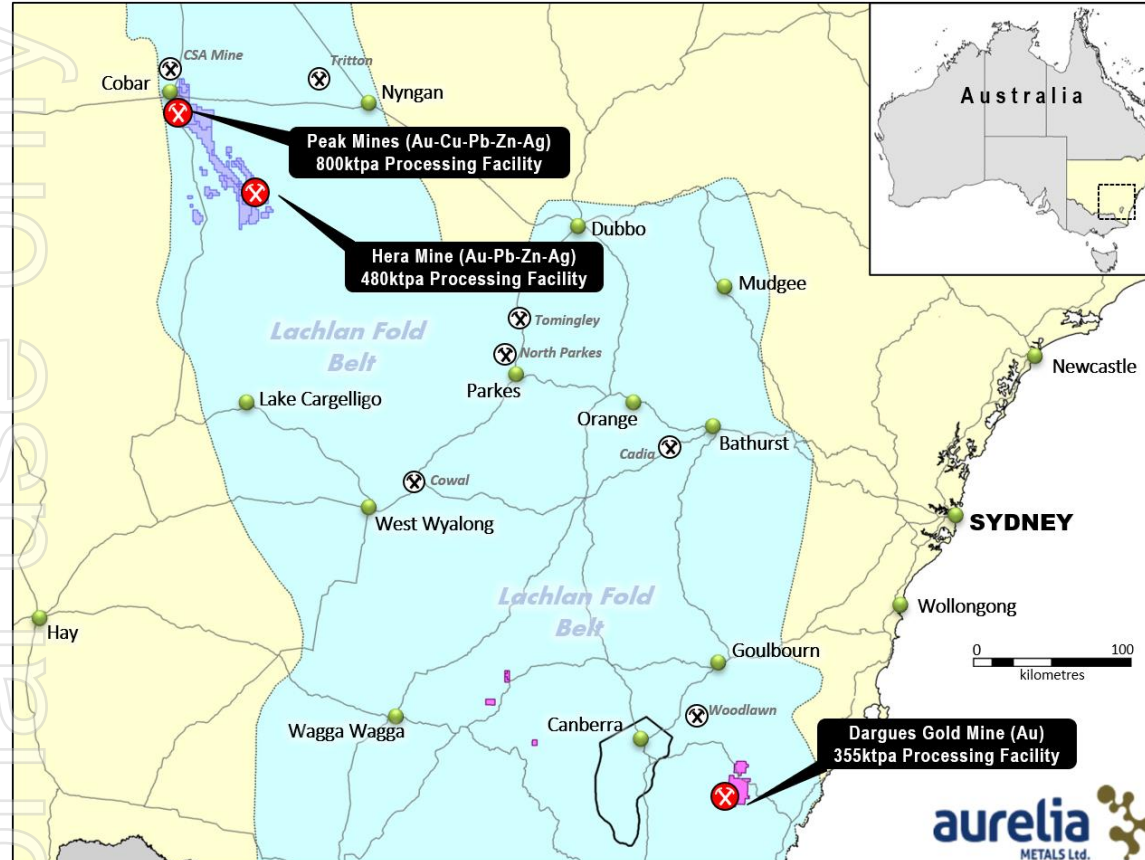 CSA Mine
Cobar
Tritton
Nyngan
Peak Mines (Au-Cu-Pb-Zn-Ag)
800ktpa Processing Facility
Hera Mine (Au-Pb-Zn-Ag)
480ktpa Processing Facility
Australia
Dubbo
Mudgee
Lachlan Fold
Belt
Tomingley
North Parkes
Parkes
Newcastle
Lake Cargelligo
Orange
Bathurst
Cadia
Cowal
West Wyalong
SYDNEY
Lachlan Fold
Belt
Wollongong
Hay
Goulbourn
0 100
kilometres
Wagga Wagga
Canberra
Woodlawn
Dargues Gold Mine (Au)
355ktpa Processing Facility
aurelia
METALS Ltd.
use only